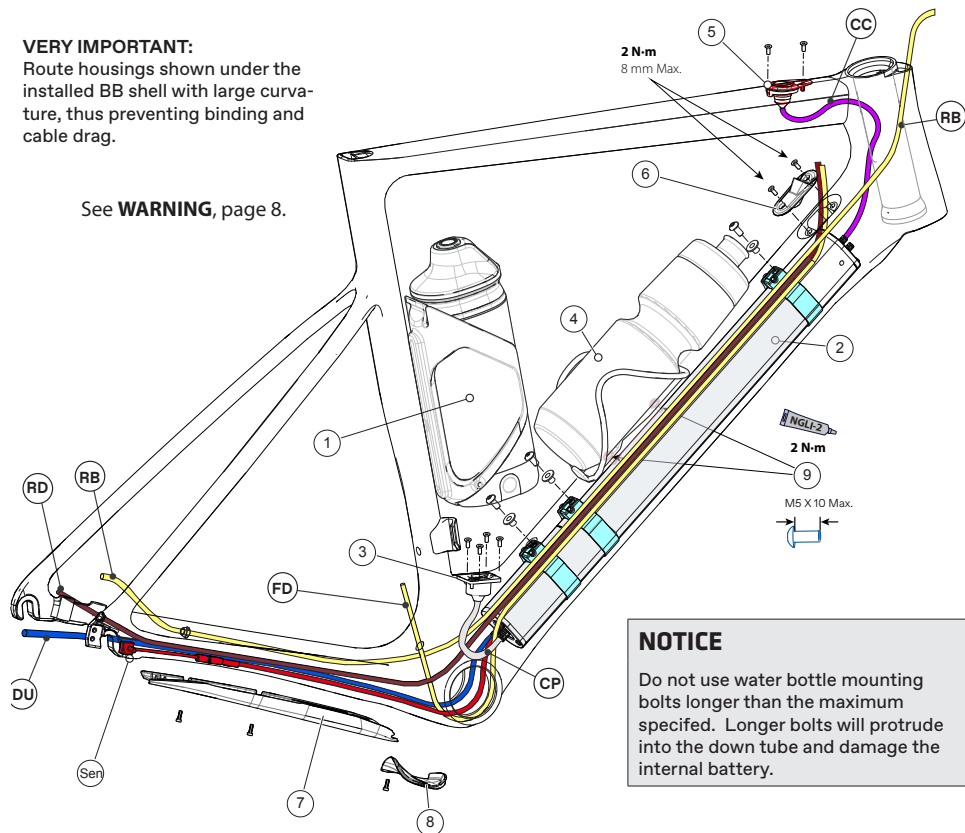 VERY IMPORTANT:
Route housings shown under the
installed BB shell with large curva-
ture, thus preventing binding and
cable drag.
See WARNING, page 8.
2 N·m
8 mm Max.
5
CC
RB
6
4
2
1
NGLI-2
2 N·m
9
M5 X 10 Max.
RD
RB
3
FD
DU
CP
Sen
7
8
NOTICE
Do not use water bottle mounting
bolts longer than the maximum
specifed. Longer bolts will protrude
into the down tube and damage the
internal battery.